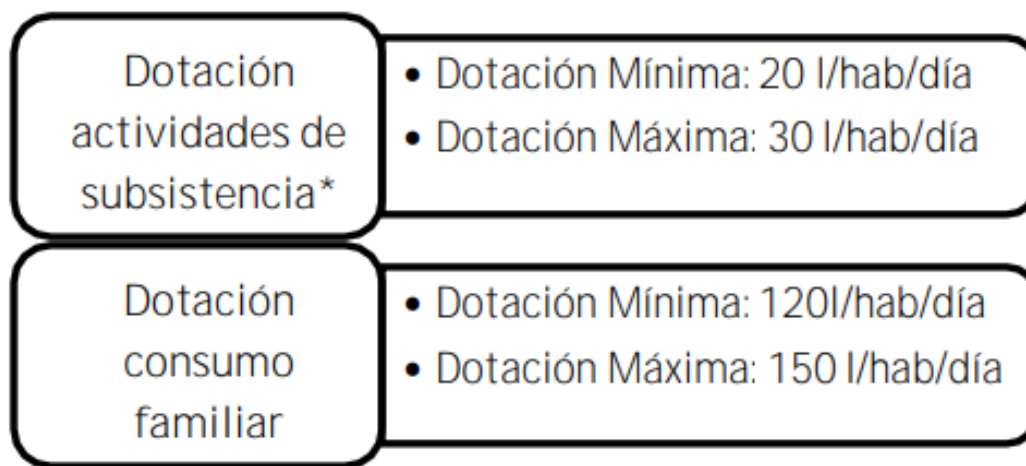 Dotación
actividades de
subsistencia*
• Dotación Mínima: 20 l/hab/día
• Dotación Máxima: 30 l/hab/día
Dotación
consumo
familiar
• Dotación Mínima: 120l/hab/día
• Dotación Máxima: 150 l/hab/día